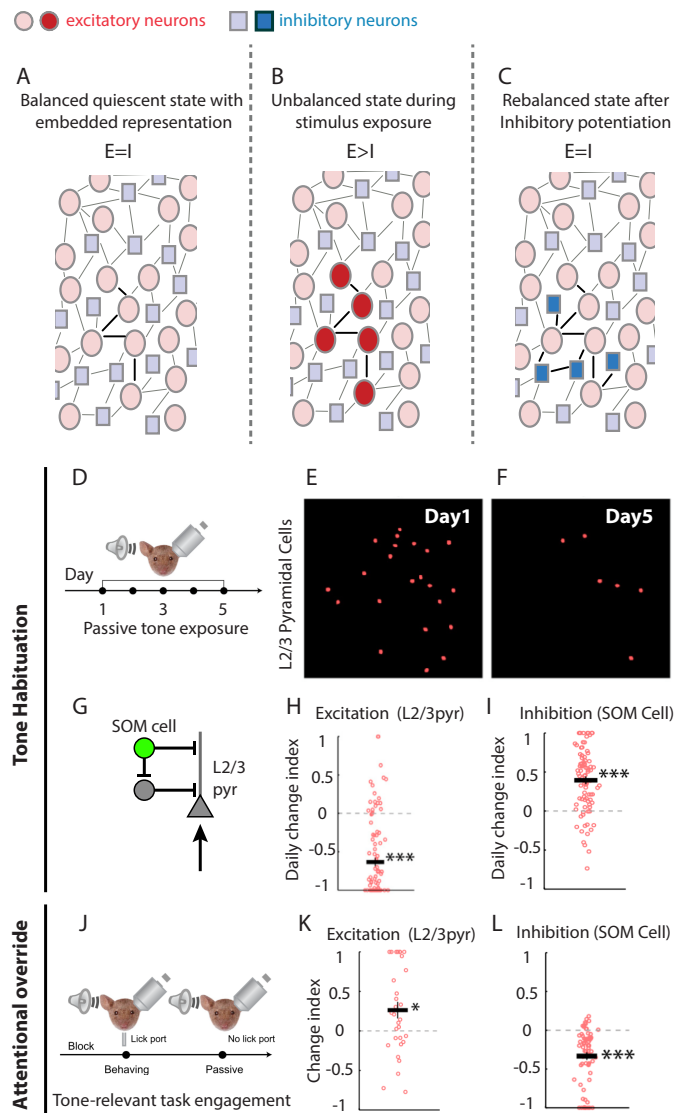 excitatory neurons inhibitory neurons
A B C
Balanced quiescent state with embedded representation
Unbalanced state during stimulus exposure
Rebalanced state after Inhibitory potentiation
E=I E>I E=I
Tone Habituation
D
Day
1 3 5
Passive tone exposure
E F
L2/3 Pyramidal Cells
Day1 Day5
G
SOM cell
L2/3
pyr
H
Excitation (L2/3pyr)
Daily change index
1
0.5
0
-0.5
-1
***
I
Inhibition (SOM Cell)
Daily change index
1
0.5
0
-0.5
-1
***
Attentional override
J
Lick port No lick port
Block
Behaving Passive
Tone-relevant task engagement
K
Excitation (L2/3pyr)
Change index
1
0.5
0
-0.5
-1
*
L
Inhibition (SOM Cell)
1
0.5
0
-0.5
-1
***